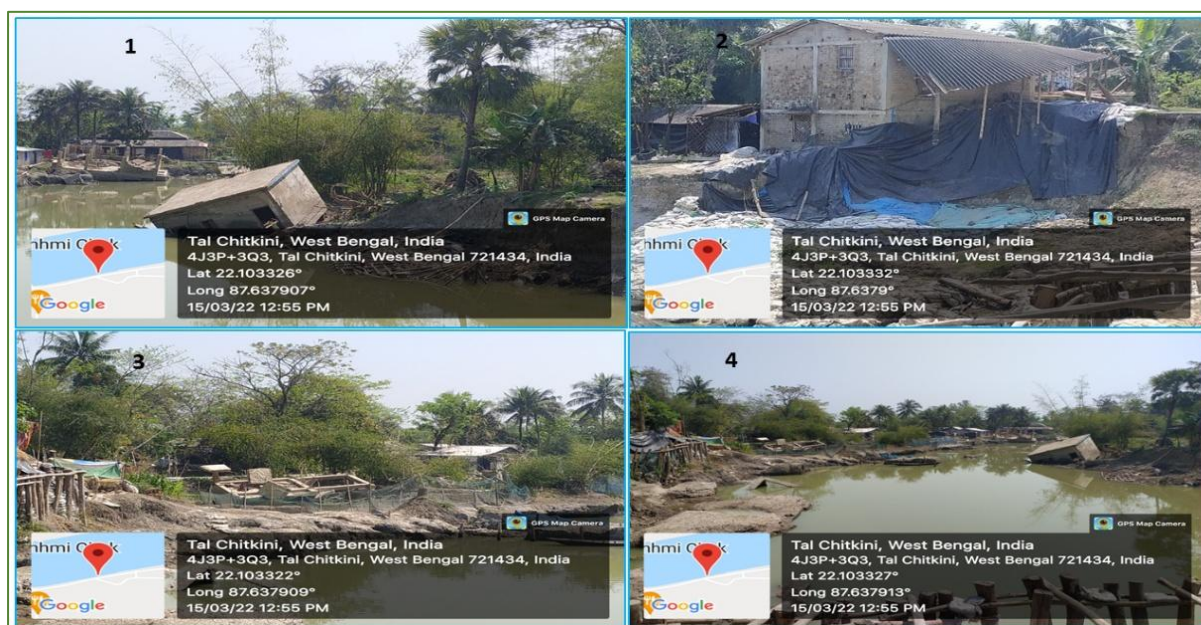 1
GPS Map Camera
nhmi Chak
Google
Tal Chitkini, West Bengal, India
4J3P+3Q3, Tal Chitkini, West Bengal 721434, India
Lat 22.103326°
Long 87.637907°
15/03/22 12:55 PM
2
GPS Map Camera
Google
Tal Chitkini, West Bengal, India
4J3P+3Q3, Tal Chitkini, West Bengal 721434, India
Lat 22.103332°
Long 87.6379°
15/03/22 12:55 PM
3
GPS Map Camera
Google
Tal Chitkini, West Bengal, India
4J3P+3Q3, Tal Chitkini, West Bengal 721434, India
Lat 22.103322°
Long 87.637909°
15/03/22 12:55 PM
4
GPS Map Camera
Google
Tal Chitkini, West Bengal, India
4J3P+3Q3, Tal Chitkini, West Bengal 721434, India
Lat 22.103327°
Long 87.637913°
15/03/22 12:55 PM